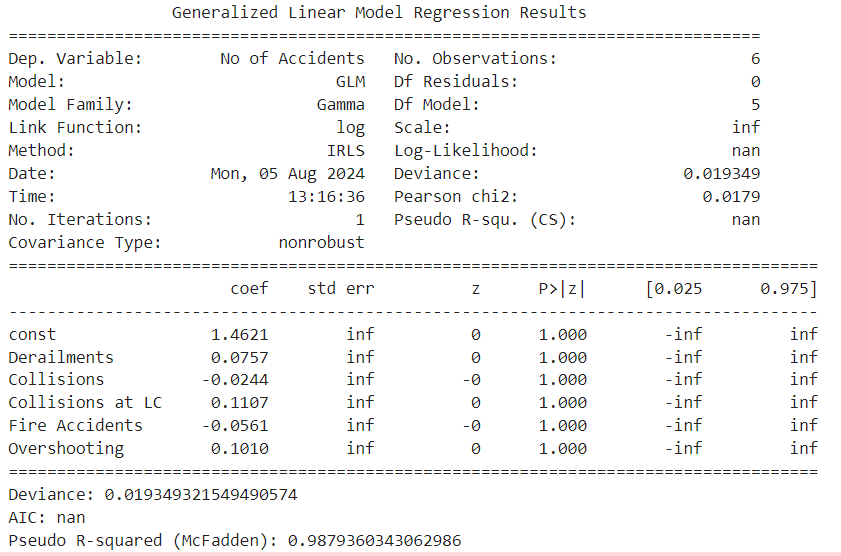 Generalized Linear Model Regression Results
==============================================================================
Dep. Variable: No of Accidents No. Observations: 6
Model: GLM Df Residuals: 0
Model Family: Gamma Df Model: 5
Link Function: log Scale: inf
Method: IRLS Log-Likelihood: nan
Date: Mon, 05 Aug 2024 Deviance: 0.019349
Time: 13:16:36 Pearson chi2: 0.0179
No. Iterations: 1 Pseudo R-squ. (CS): nan
Covariance Type: nonrobust
====================================================================================
coef std err z P>|z| [0.025 0.975]
------------------------------------------------------------------------------------
const 1.4621 inf 0 1.000 -inf inf
Derailments 0.0757 inf 0 1.000 -inf inf
Collisions -0.0244 inf -0 1.000 -inf inf
Collisions at LC 0.1107 inf 0 1.000 -inf inf
Fire Accidents -0.0561 inf -0 1.000 -inf inf
Overshooting 0.1010 inf 0 1.000 -inf inf
====================================================================================
Deviance: 0.019349321549490574
AIC: nan
Pseudo R-squared (McFadden): 0.9879360343062986